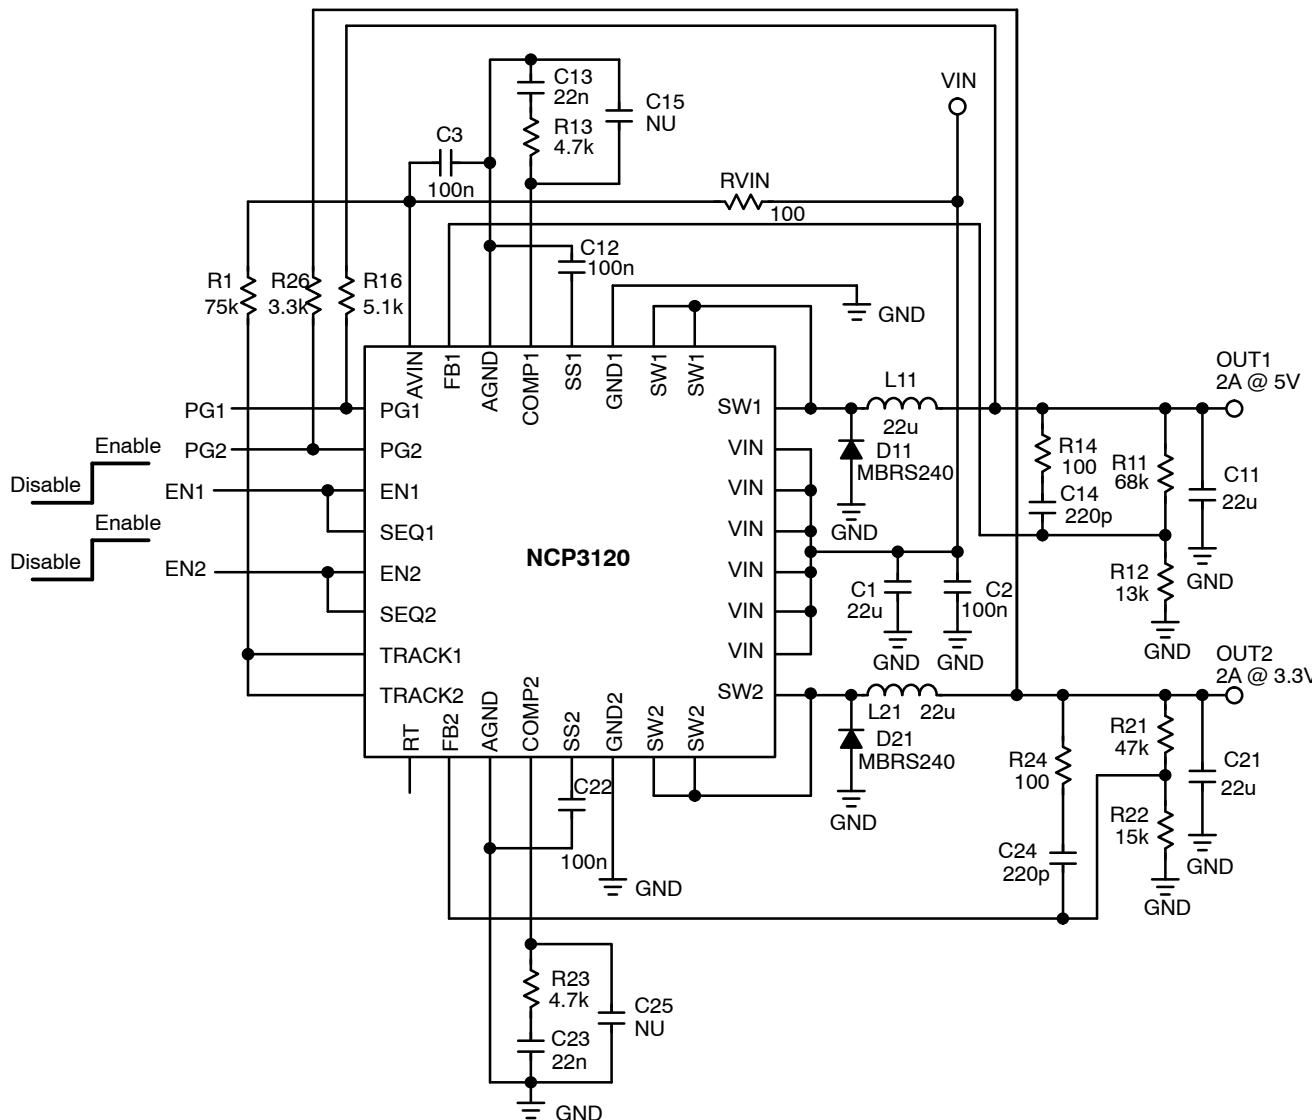 VIN
C13
22n
C15
NU
R13
4.7k
C3
100n
RVIN
100
C12
100n
R1
75k
R26
3.3k
R16
5.1k
GND
AVIN
FB1
AGND
COMP1
SS1
GND1
SW1
SW1
OUT1
2A @ 5V
L11
22u
PG1
PG1
SW1
Enable
PG2
PG2
VIN
D11
MBRS240
R14
100
R11
68k
C11
22u
Disable
EN1
EN1
VIN
GND
C14
220p
Enable
SEQ1
VIN
NCP3120
Disable
EN2
EN2
VIN
C1
22u
C2
100n
R12
13k
GND
SEQ2
VIN
GND
GND
GND
TRACK1
VIN
OUT2
2A @ 3.3V
TRACK2
SW2
L21
22u
RT
FB2
AGND
COMP2
SS2
GND2
SW2
SW2
D21
MBRS240
R21
47k
R24
100
C21
22u
C22
100n
GND
R22
15k
C24
220p
GND
GND
GND
R23
4.7k
C25
NU
C23
22n
GND